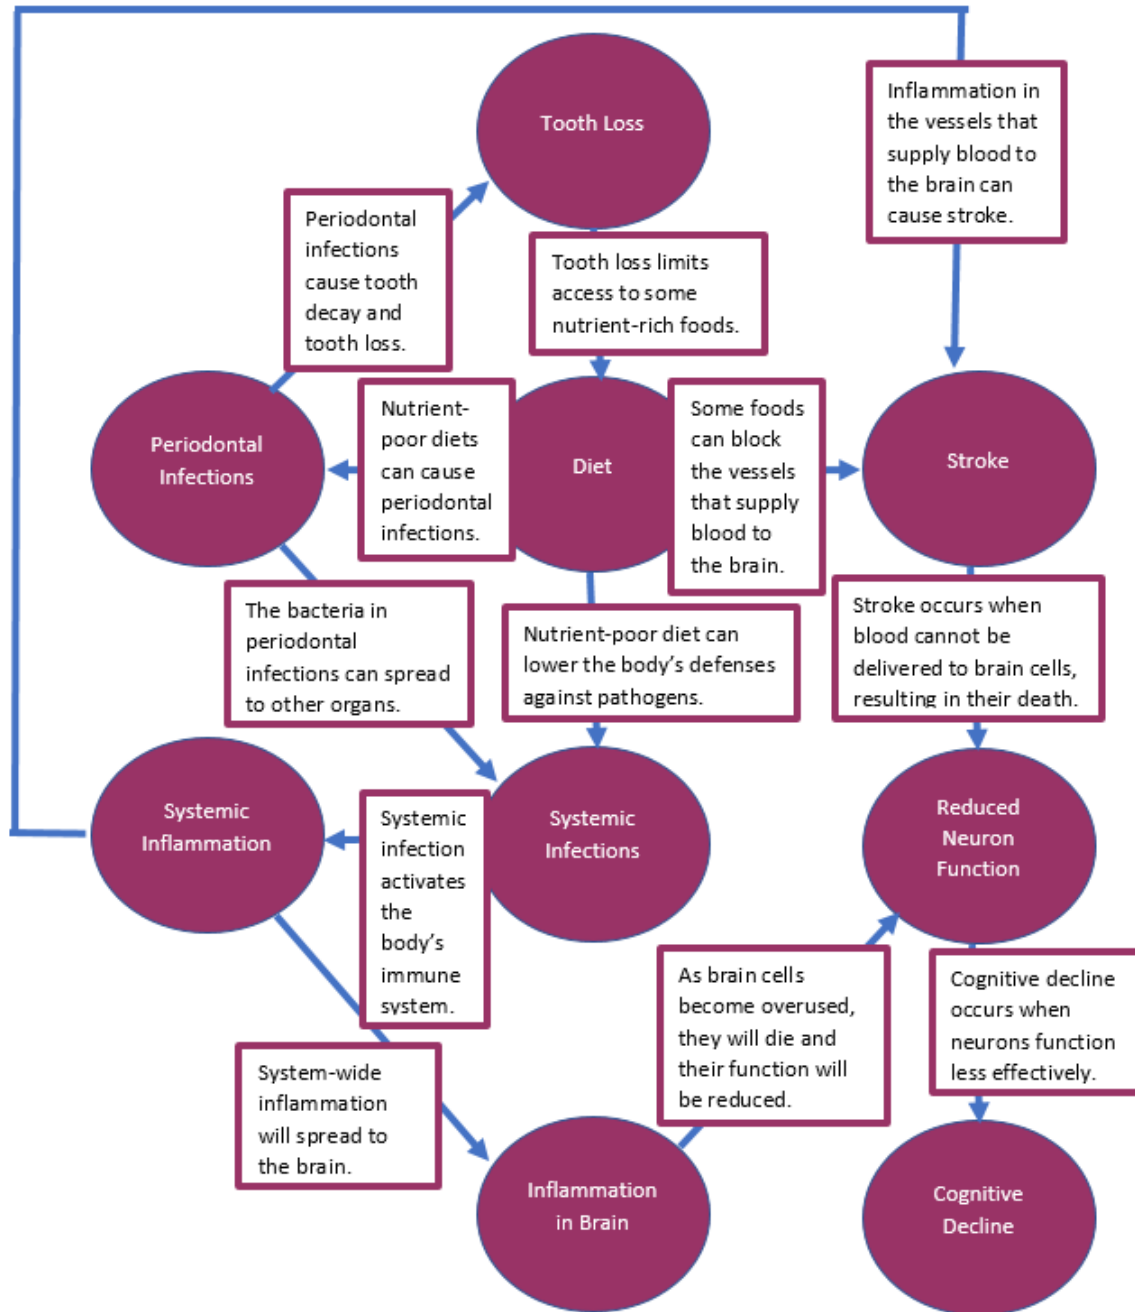 Tooth Loss
Inflammation in
the vessels that
supply blood to
the brain can
cause stroke.
Periodontal
infections
cause tooth
decay and
tooth loss.
Tooth loss limits
access to some
nutrient-rich foods.
Periodontal
Infections
Nutrient-
poor diets
can cause
periodontal
infections.
Diet
Some foods
can block
the vessels
that supply
blood to
the brain.
Stroke
The bacteria in
periodontal
infections can spread
to other organs.
Nutrient-poor diet can
lower the body’s defenses
against pathogens.
Stroke occurs when
blood cannot be
delivered to brain cells,
resulting in their death.
Systemic
Inflammation
Systemic
infection
activates
the
body’s
immune
system.
Systemic
Infections
Reduced
Neuron
Function
System-wide
inflammation
will spread to
the brain.
As brain cells
become overused,
they will die and
their function will
be reduced.
Cognitive decline
occurs when
neurons function
less effectively.
Inflammation
in Brain
Cognitive
Decline